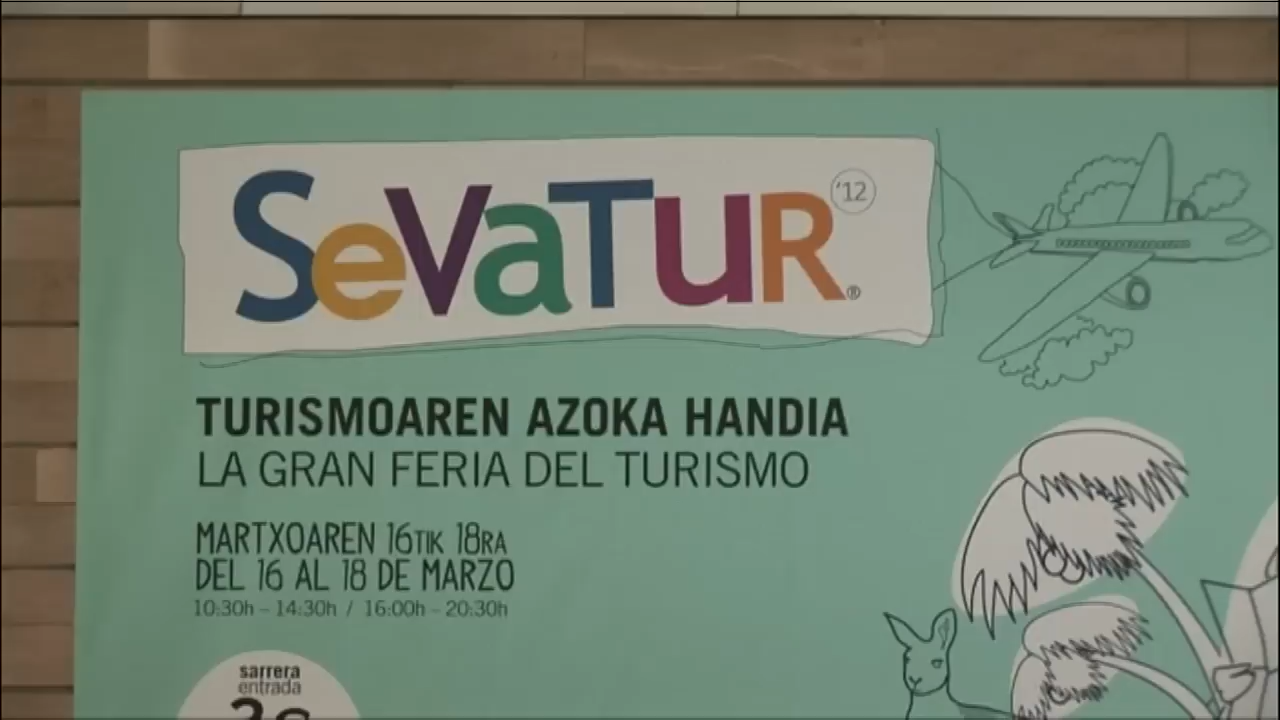 SeVaTuR®
'12
TURISMOAREN AZOKA HANDIA
LA GRAN FERIA DEL TURISMO
MARTXOAREN 16TIK 18RA
DEL 16 AL 18 DE MARZO
10:30h - 14:30h / 16:00h - 20:30h
sarrera
entrada